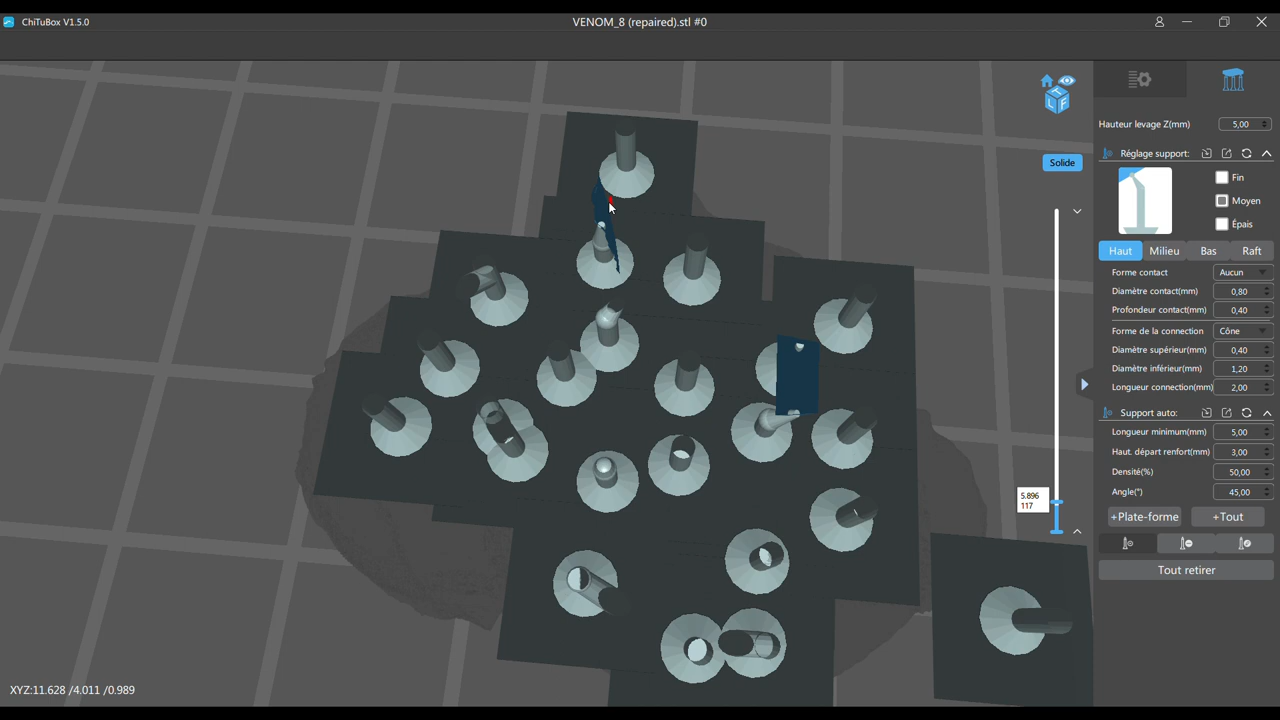 ChiTuBox V1.5.0
VENOM_8 (repaired).stl #0
T
L F
Hauteur levage Z(mm) 5,00
Réglage support:
Solide
Fin
Moyen
Épais
Haut Milieu Bas Raft
Forme contact Aucun
Diamètre contact(mm) 0,80
Profondeur contact(mm) 0,40
Forme de la connection Cône
Diamètre supérieur(mm) 0,40
Diamètre inférieur(mm) 1,20
Longueur connection(mm) 2,00
Support auto:
Longueur minimum(mm) 5,00
Haut. départ renfort(mm) 3,00
Densité(%) 50,00
Angle(°) 45,00
5.896
117
+Plate-forme +Tout
Tout retirer
XYZ:11.628 /4.011 /0.989